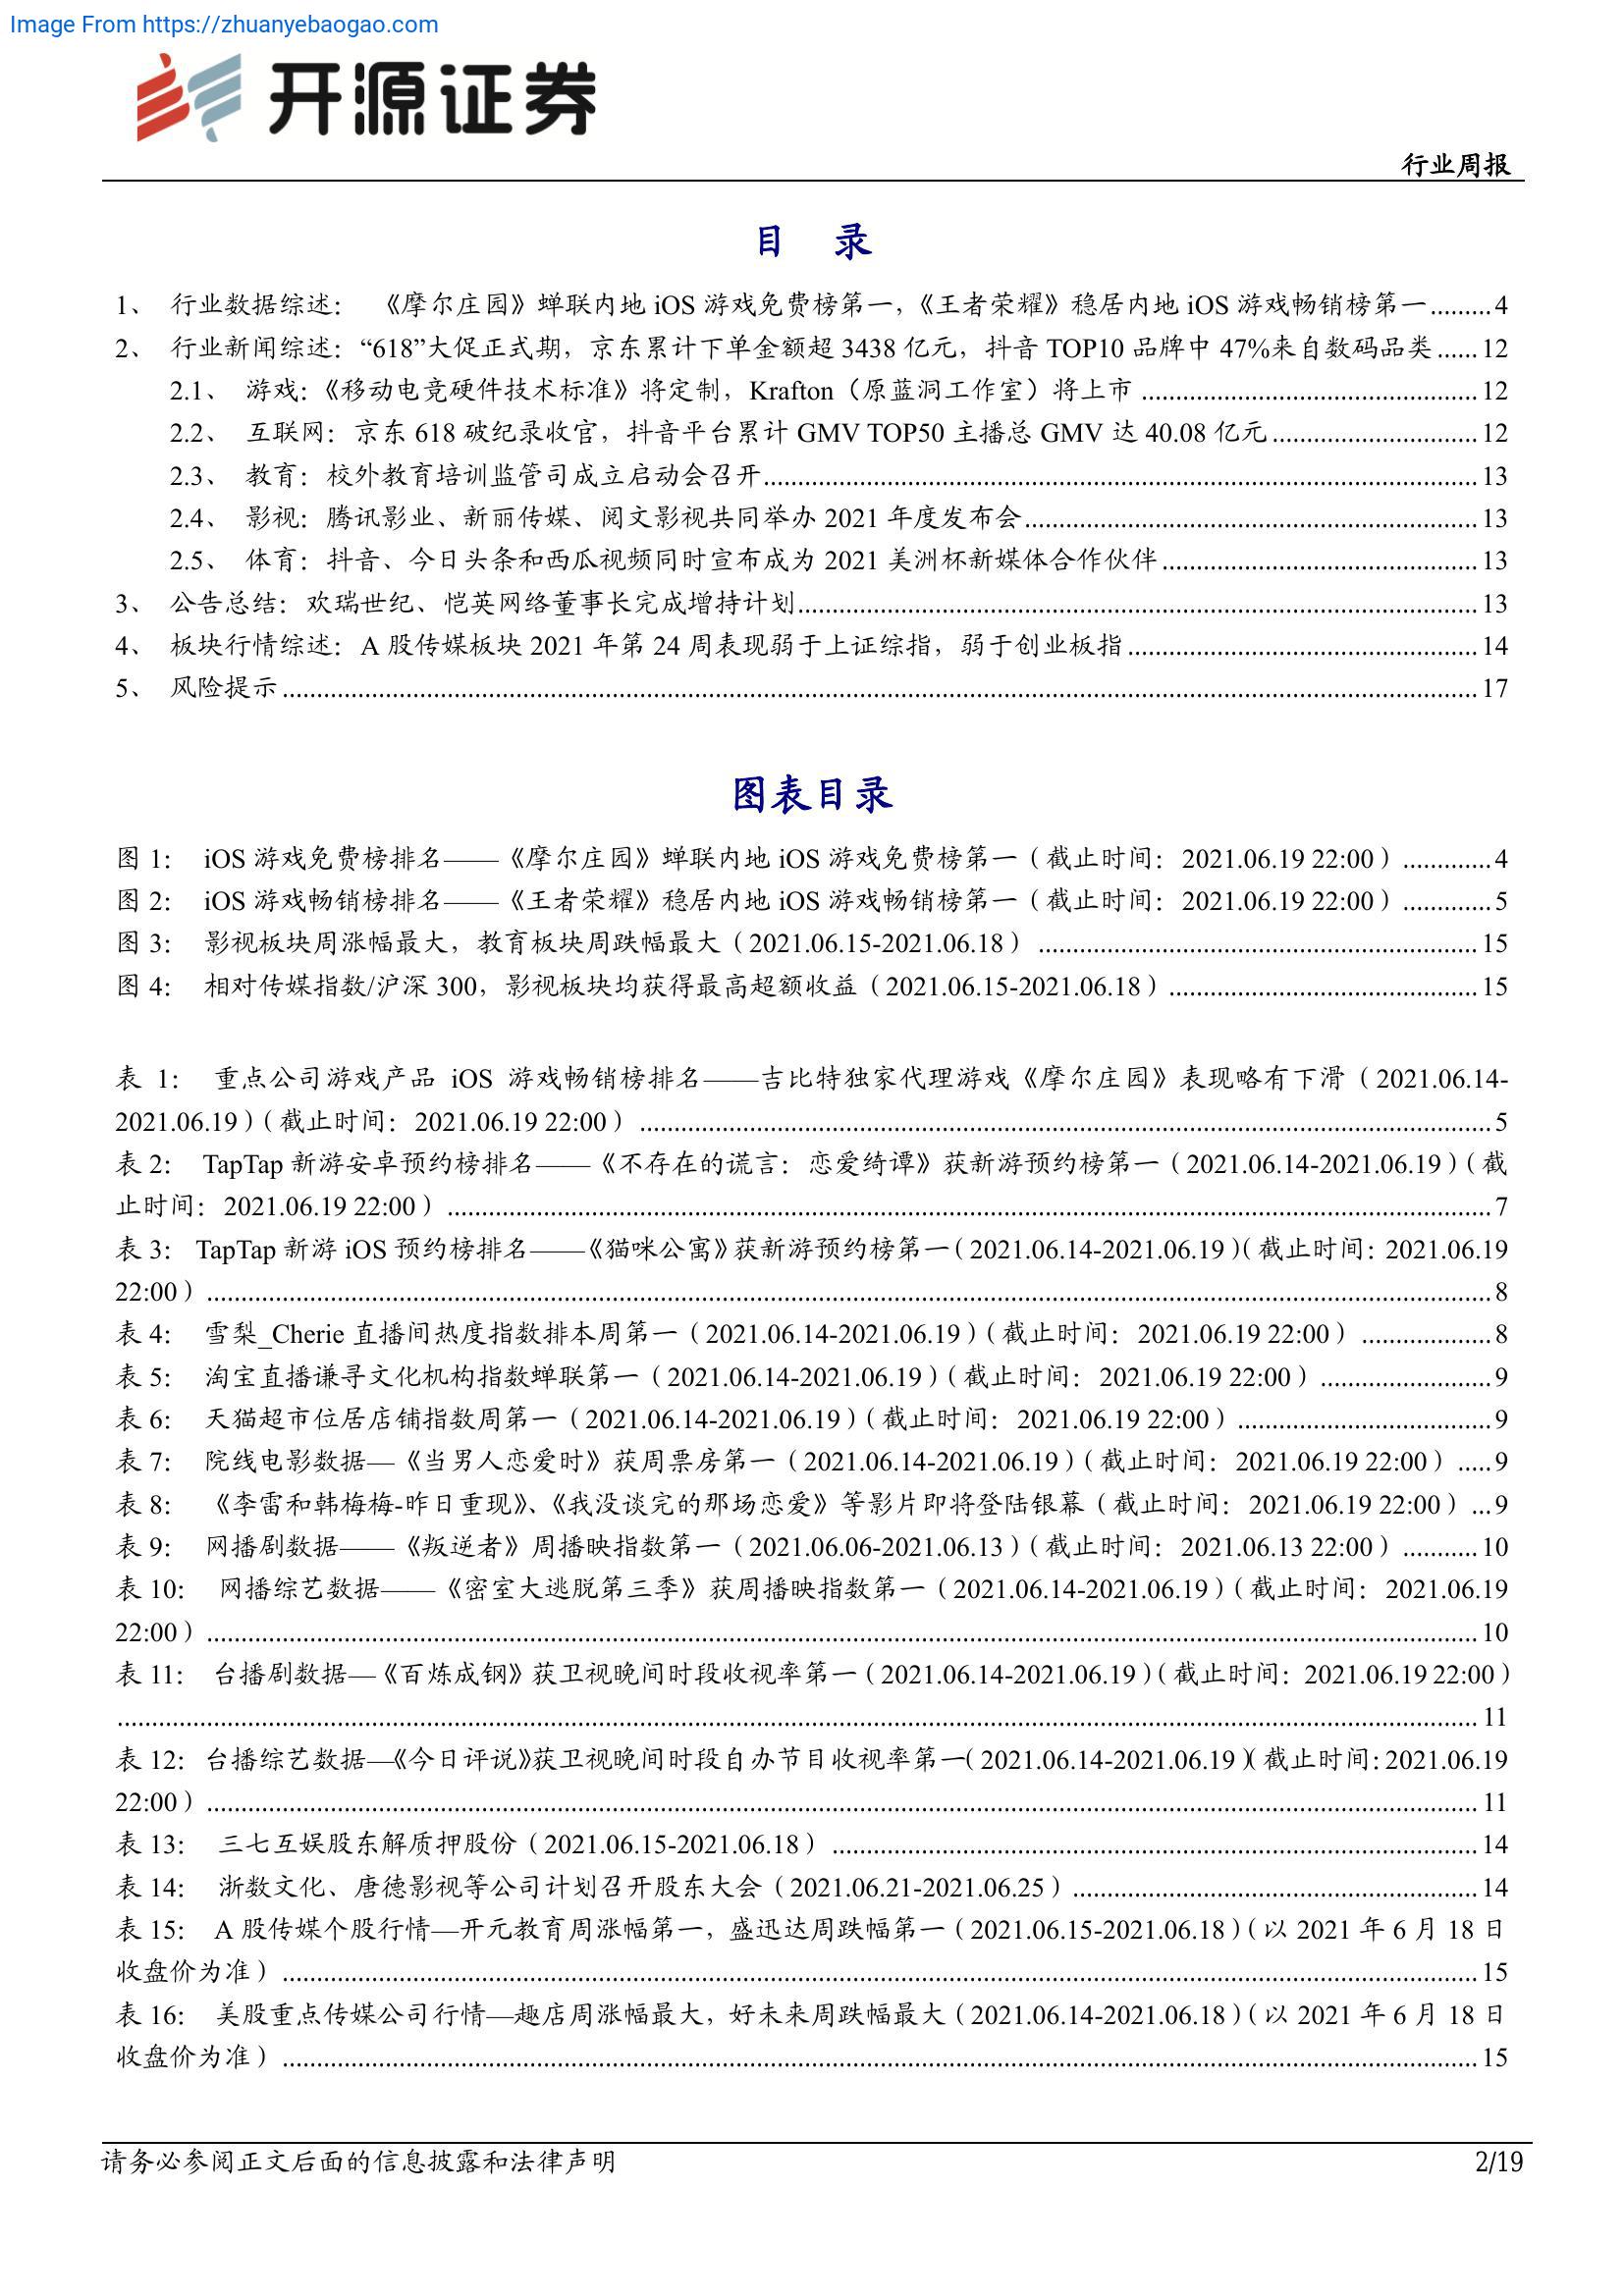 Image From https://zhuanyebaogao.com
开源证券
行业周报
目 录
1、 行业数据综述： 《摩尔庄园》蝉联内地 iOS 游戏免费榜第一，《王者荣耀》稳居内地 iOS 游戏畅销榜第一.........4
2、 行业新闻综述：“618”大促正式期，京东累计下单金额超 3438 亿元，抖音 TOP10 品牌中 47%来自数码品类......12
2.1、 游戏：《移动电竞硬件技术标准》将定制，Krafton（原蓝洞工作室）将上市 ......12
2.2、 互联网：京东 618 破纪录收官，抖音平台累计 GMV TOP50 主播总 GMV 达 40.08 亿元......12
2.3、 教育：校外教育培训监管司成立启动会召开......13
2.4、 影视：腾讯影业、新丽传媒、阅文影视共同举办 2021 年度发布会......13
2.5、 体育：抖音、今日头条和西瓜视频同时宣布成为 2021 美洲杯新媒体合作伙伴......13
3、 公告总结：欢瑞世纪、恺英网络董事长完成增持计划......13
4、 板块行情综述：A 股传媒板块 2021 年第 24 周表现弱于上证综指，弱于创业板指......14
5、 风险提示......17
图表目录
图 1： iOS 游戏免费榜排名——《摩尔庄园》蝉联内地 iOS 游戏免费榜第一（截止时间：2021.06.19 22:00）......4
图 2： iOS 游戏畅销榜排名——《王者荣耀》稳居内地 iOS 游戏畅销榜第一（截止时间：2021.06.19 22:00）......5
图 3： 影视板块周涨幅最大，教育板块周跌幅最大（2021.06.15-2021.06.18）......15
图 4： 相对传媒指数/沪深 300，影视板块均获得最高超额收益（2021.06.15-2021.06.18）......15
表 1： 重点公司游戏产品 iOS 游戏畅销榜排名——吉比特独家代理游戏《摩尔庄园》表现略有下滑（2021.06.14-
2021.06.19）（截止时间：2021.06.19 22:00）......5
表 2： TapTap 新游安卓预约榜排名——《不存在的谎言：恋爱绮谭》获新游预约榜第一（2021.06.14-2021.06.19）（截
止时间：2021.06.19 22:00）......7
表 3： TapTap 新游 iOS 预约榜排名——《猫咪公寓》获新游预约榜第一（2021.06.14-2021.06.19）（截止时间：2021.06.19
22:00）......8
表 4： 雪梨_Cherie 直播间热度指数排本周第一（2021.06.14-2021.06.19）（截止时间：2021.06.19 22:00）......8
表 5： 淘宝直播谦寻文化机构指数蝉联第一（2021.06.14-2021.06.19）（截止时间：2021.06.19 22:00）......9
表 6： 天猫超市位居店铺指数周第一（2021.06.14-2021.06.19）（截止时间：2021.06.19 22:00）......9
表 7： 院线电影数据—《当男人恋爱时》获周票房第一（2021.06.14-2021.06.19）（截止时间：2021.06.19 22:00）.....9
表 8： 《李雷和韩梅梅-昨日重现》、《我没谈完的那场恋爱》等影片即将登陆银幕（截止时间：2021.06.19 22:00）...9
表 9： 网播剧数据——《叛逆者》周播映指数第一（2021.06.06-2021.06.13）（截止时间：2021.06.13 22:00）......10
表 10： 网播综艺数据——《密室大逃脱第三季》获周播映指数第一（2021.06.14-2021.06.19）（截止时间：2021.06.19
22:00）......10
表 11： 台播剧数据—《百炼成钢》获卫视晚间时段收视率第一（2021.06.14-2021.06.19）（截止时间：2021.06.19 22:00）
......11
表 12：台播综艺数据—《今日评说》获卫视晚间时段自办节目收视率第一（2021.06.14-2021.06.19）（截止时间：2021.06.19
22:00）......11
表 13： 三七互娱股东解质押股份（2021.06.15-2021.06.18）......14
表 14： 浙数文化、唐德影视等公司计划召开股东大会（2021.06.21-2021.06.25）......14
表 15： A 股传媒个股行情—开元教育周涨幅第一，盛迅达周跌幅第一（2021.06.15-2021.06.18）（以 2021 年 6 月 18 日
收盘价为准）......15
表 16： 美股重点传媒公司行情—趣店周涨幅最大，好未来周跌幅最大（2021.06.14-2021.06.18）（以 2021 年 6 月 18 日
收盘价为准）......15
请务必参阅正文后面的信息披露和法律声明
2/19